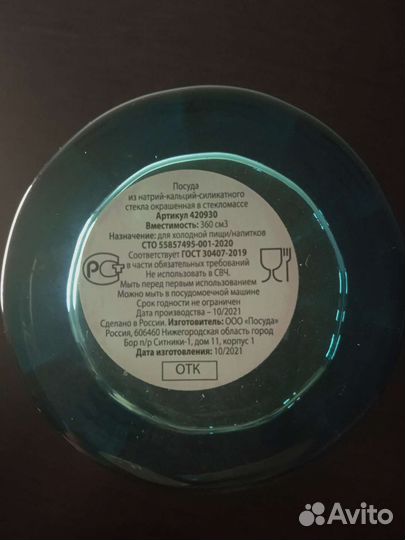 Посуда
из натрий-кальций-силикатного
стекла окрашенная в стекломассе
Артикул 420930
Вместимость: 360 см3
Назначение: для холодной пищи/напитков
СТО 55857495-001-2020
Соответствует ГОСТ 30407-2019
в части обязательных требований
Не использовать в СВЧ.
Мыть перед первым использованием
Можно мыть в посудомоечной машине
Срок годности не ограничен
Дата производства – 10/2021
Сделано в России. Изготовитель: ООО «Посуда»
Россия, 606460 Нижегородская область город
Бор п/р Ситники-1, дом 11, корпус 1
Дата изготовления: 10/2021
ОТК
Avito